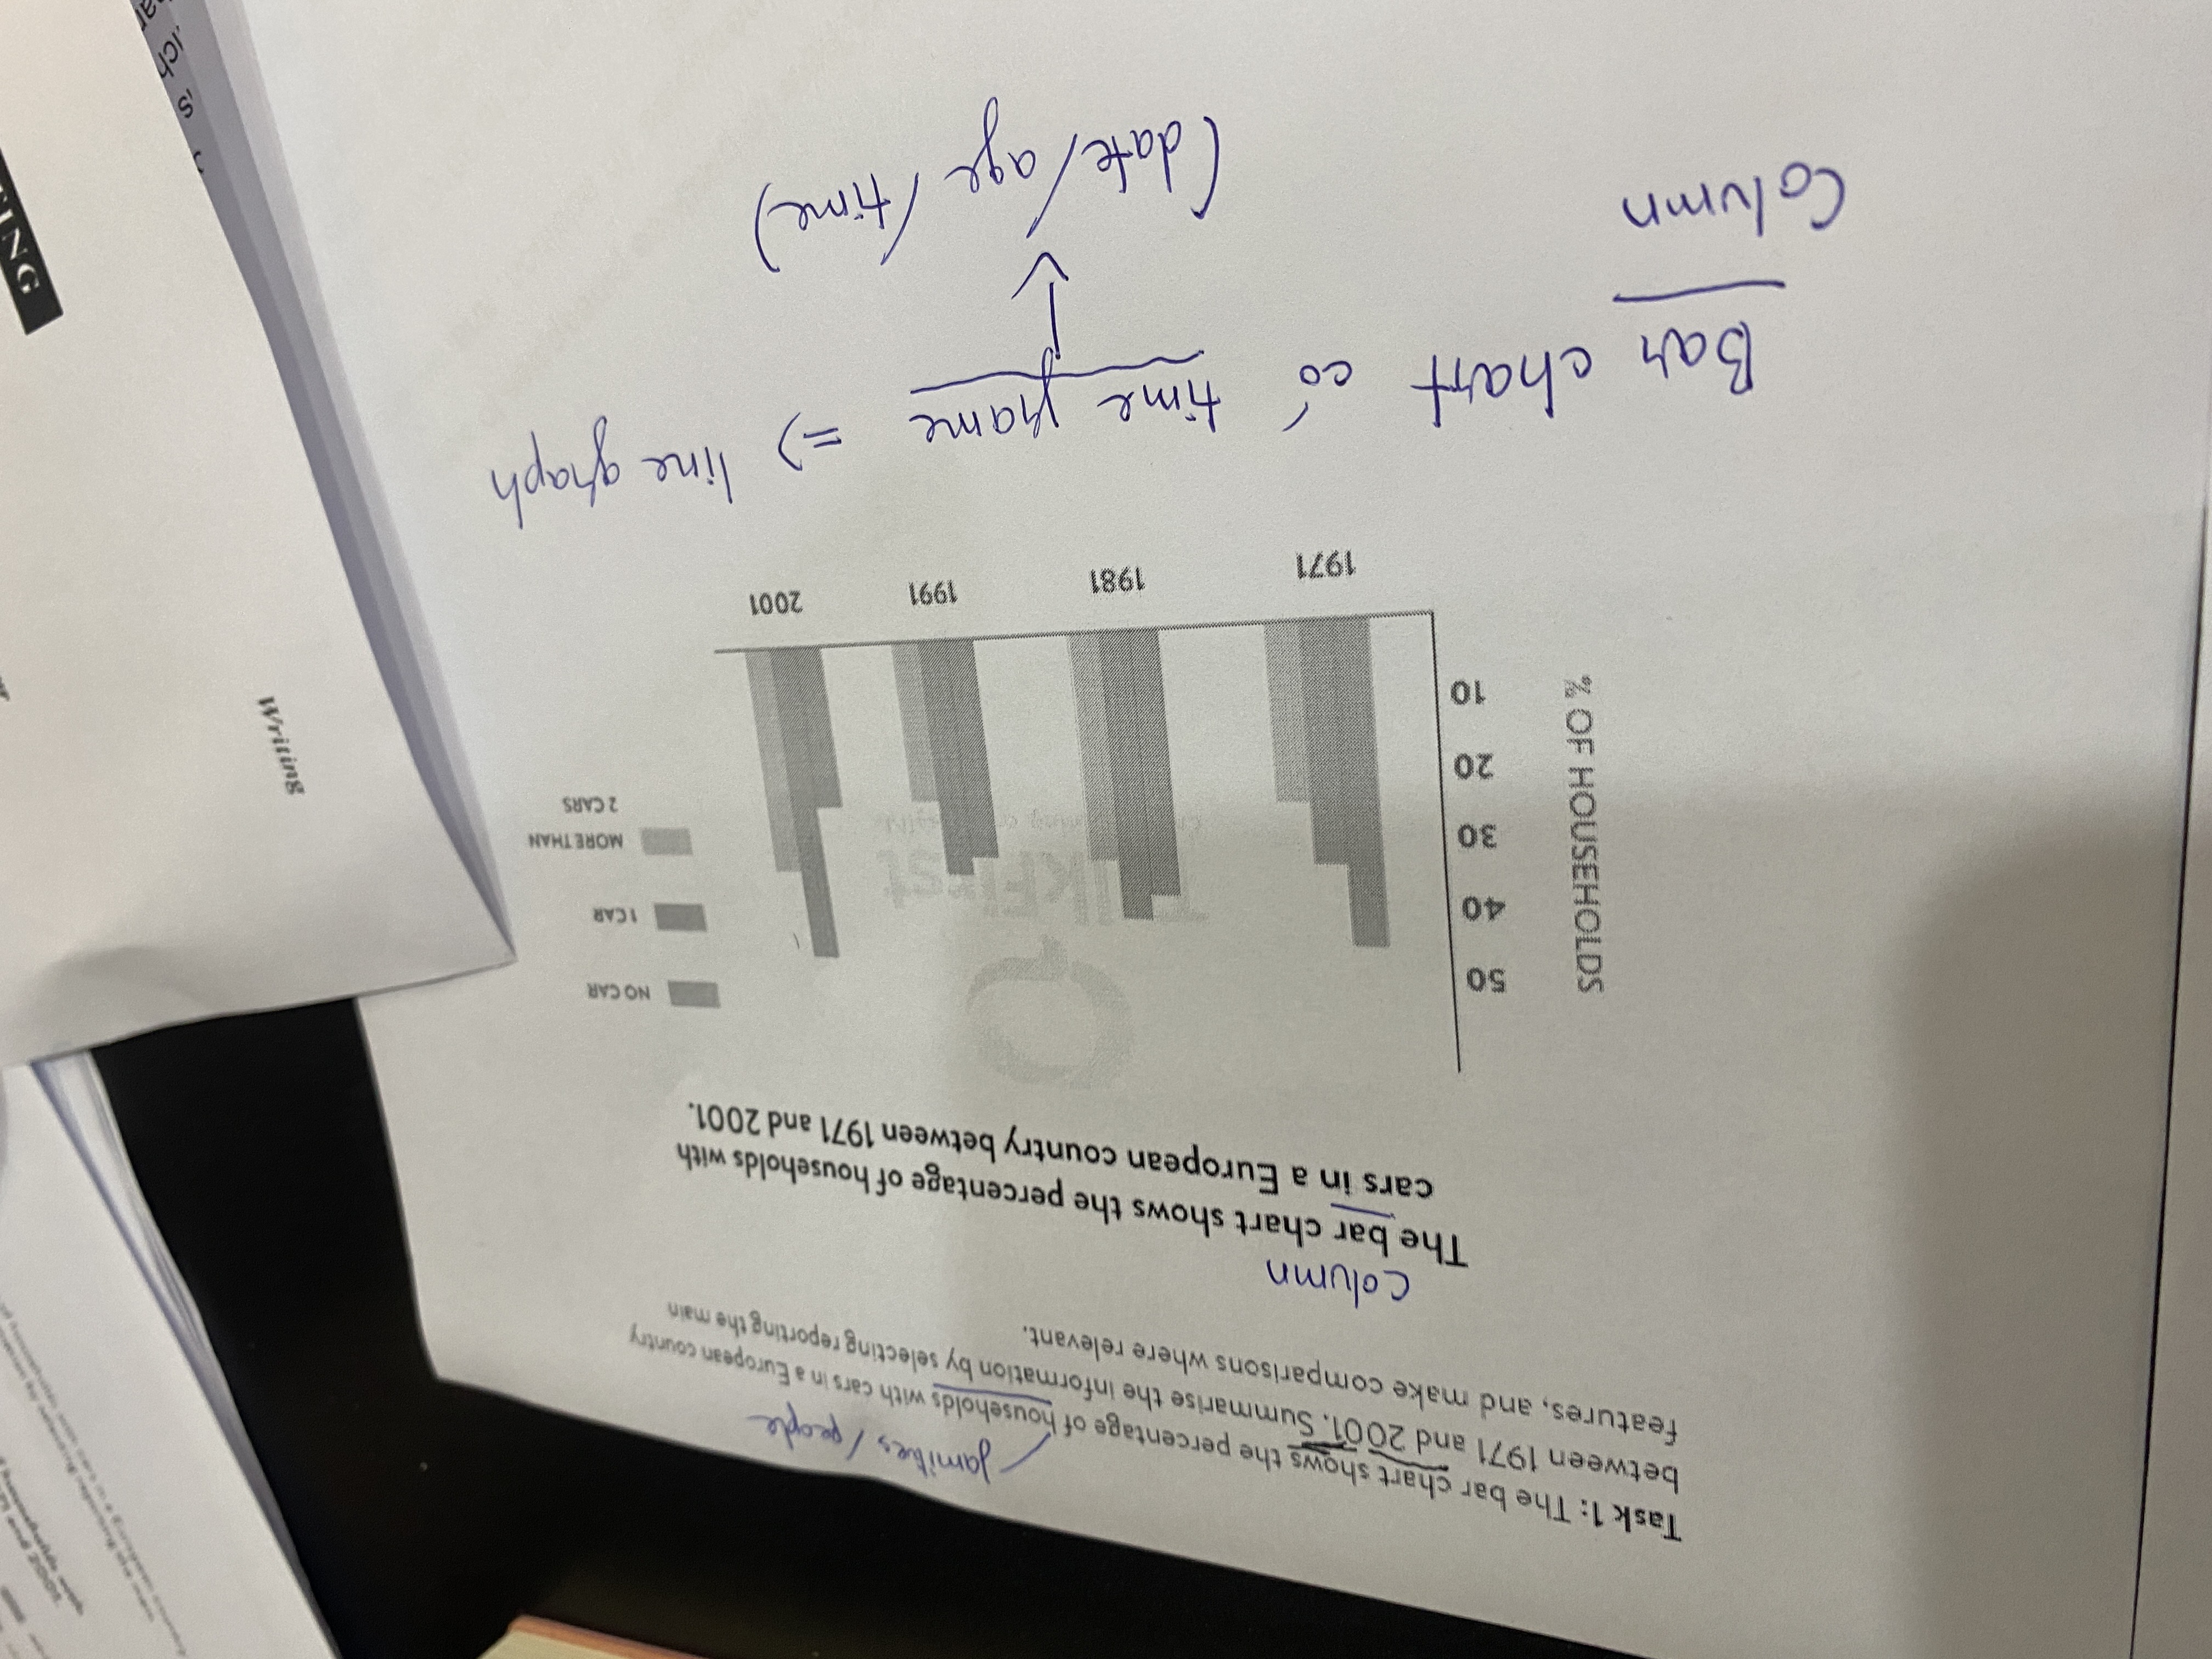 families / people
Task 1: The bar chart shows the percentage of households with cars in a European country
between 1971 and 2001. Summarise the information by selecting reporting the main
features, and make comparisons where relevant.
Column
The bar chart shows the percentage of households with
cars in a European country between 1971 and 2001.
% OF HOUSEHOLDS
50
40
30
20
10
1971
1981
1991
2001
NO CAR
1 CAR
MORE THAN
2 CARS
Bar chart có time frame => line graph
Column
(date/age/time)
Writing